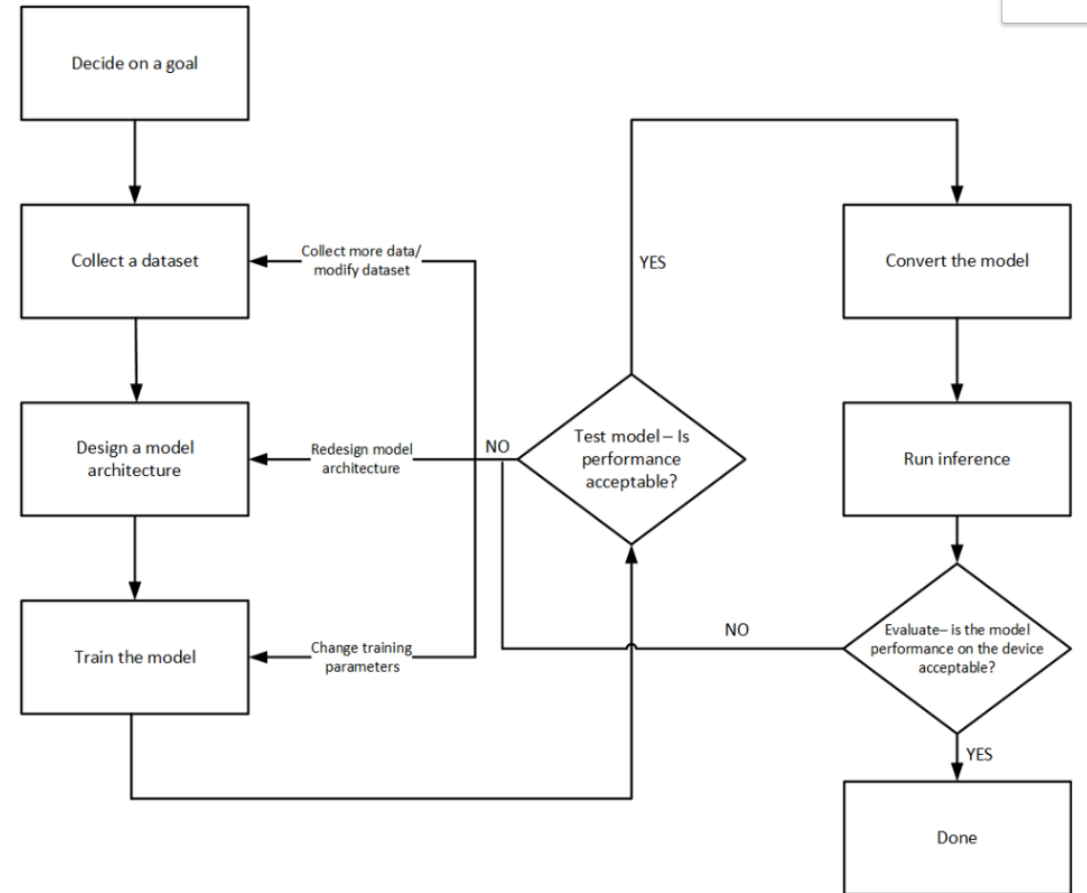 Decide on a goal
Collect a dataset
Collect more data/
modify dataset
YES
Convert the model
Design a model
architecture
Redesign model
architecture
NO
Test model – Is
performance
acceptable?
Run inference
Train the model
Change training
parameters
NO
Evaluate– is the model
performance on the device
acceptable?
YES
Done